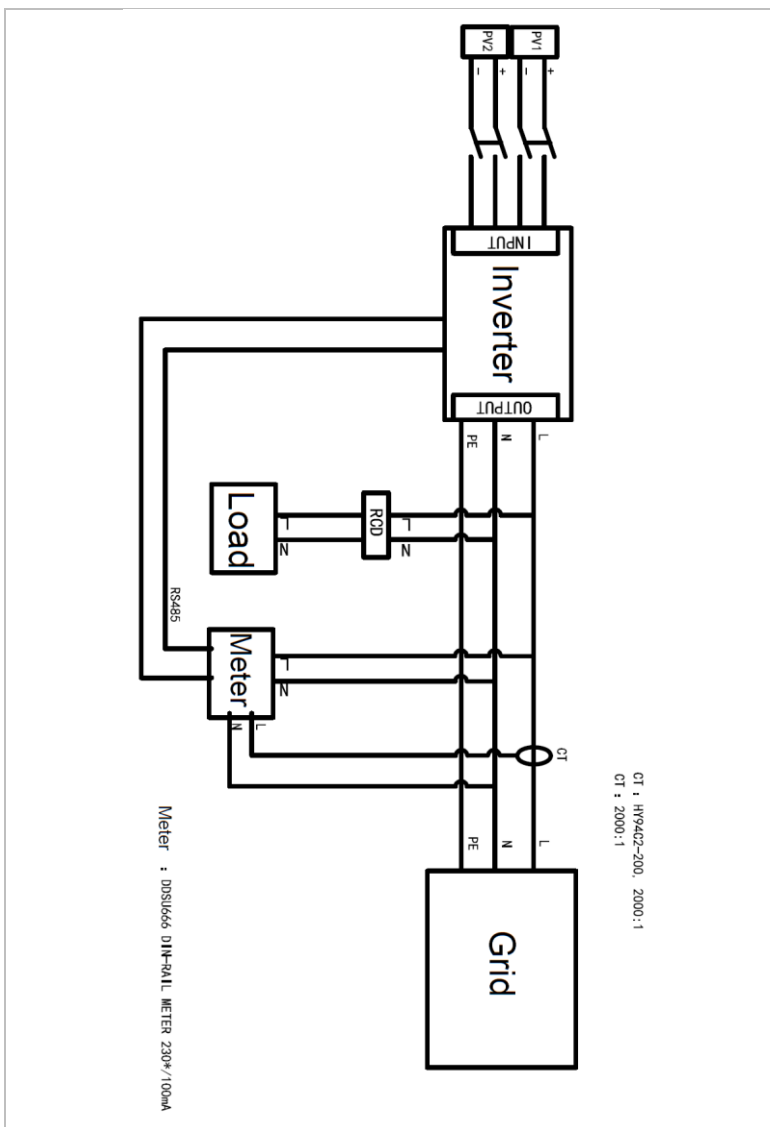 PV2
PV1
-
+
-
+
INPUT
Inverter
OUTPUT
PE
N
L
Load
L
N
RCD
L
N
RS485
Meter
L
N
N
L
CT
PE
N
L
Grid
CT : HY94C2-200, 2000:1
CT : 2000:1
Meter : DDSU666 DIN-RAIL METER 230*/100mA